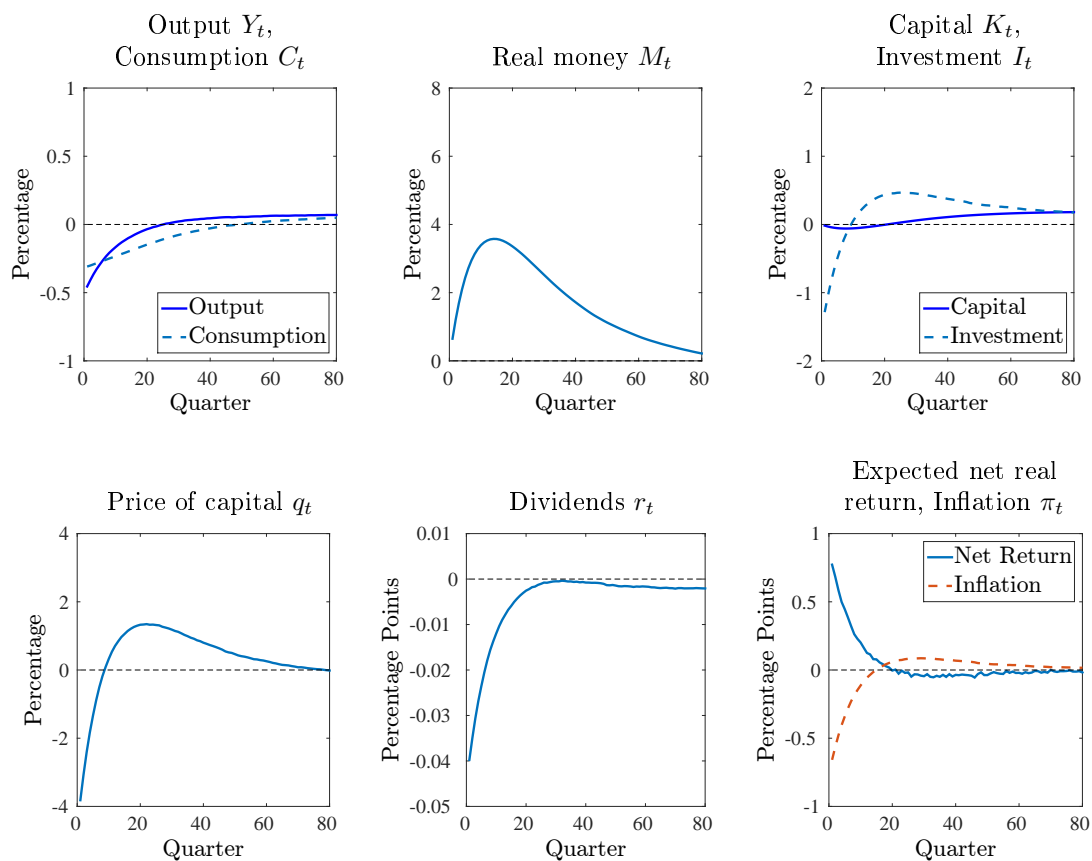 Output Y_t,
Consumption C_t
Percentage
1
0.5
0
-0.5
-1
Output
Consumption
0 20 40 60 80
Quarter
Real money M_t
Percentage
8
6
4
2
0
0 20 40 60 80
Quarter
Capital K_t,
Investment I_t
Percentage
2
1
0
-1
-2
Capital
Investment
0 20 40 60 80
Quarter
Price of capital q_t
Percentage
4
2
0
-2
-4
0 20 40 60 80
Quarter
Dividends r_t
Percentage Points
0.01
0
-0.01
-0.02
-0.03
-0.04
-0.05
0 20 40 60 80
Quarter
Expected net real
return, Inflation π_t
Percentage Points
1
0.5
0
-0.5
-1
Net Return
Inflation
0 20 40 60 80
Quarter